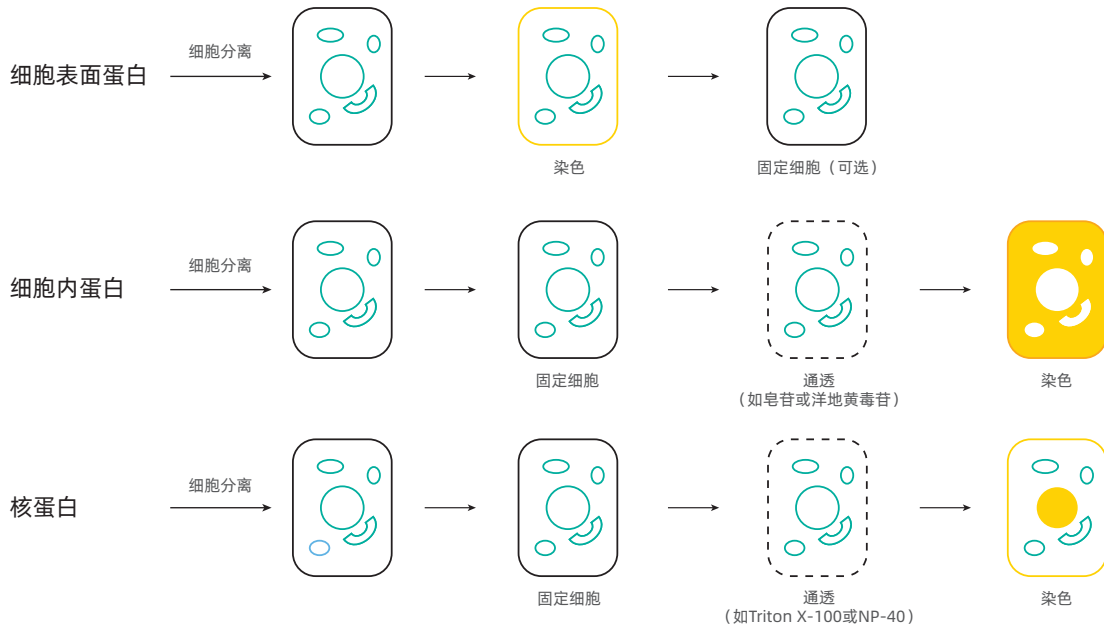 细胞表面蛋白
细胞分离
染色
固定细胞（可选）
细胞内蛋白
细胞分离
固定细胞
通透
（如皂苷或洋地黄毒苷）
染色
核蛋白
细胞分离
固定细胞
通透
（如Triton X-100或NP-40）
染色